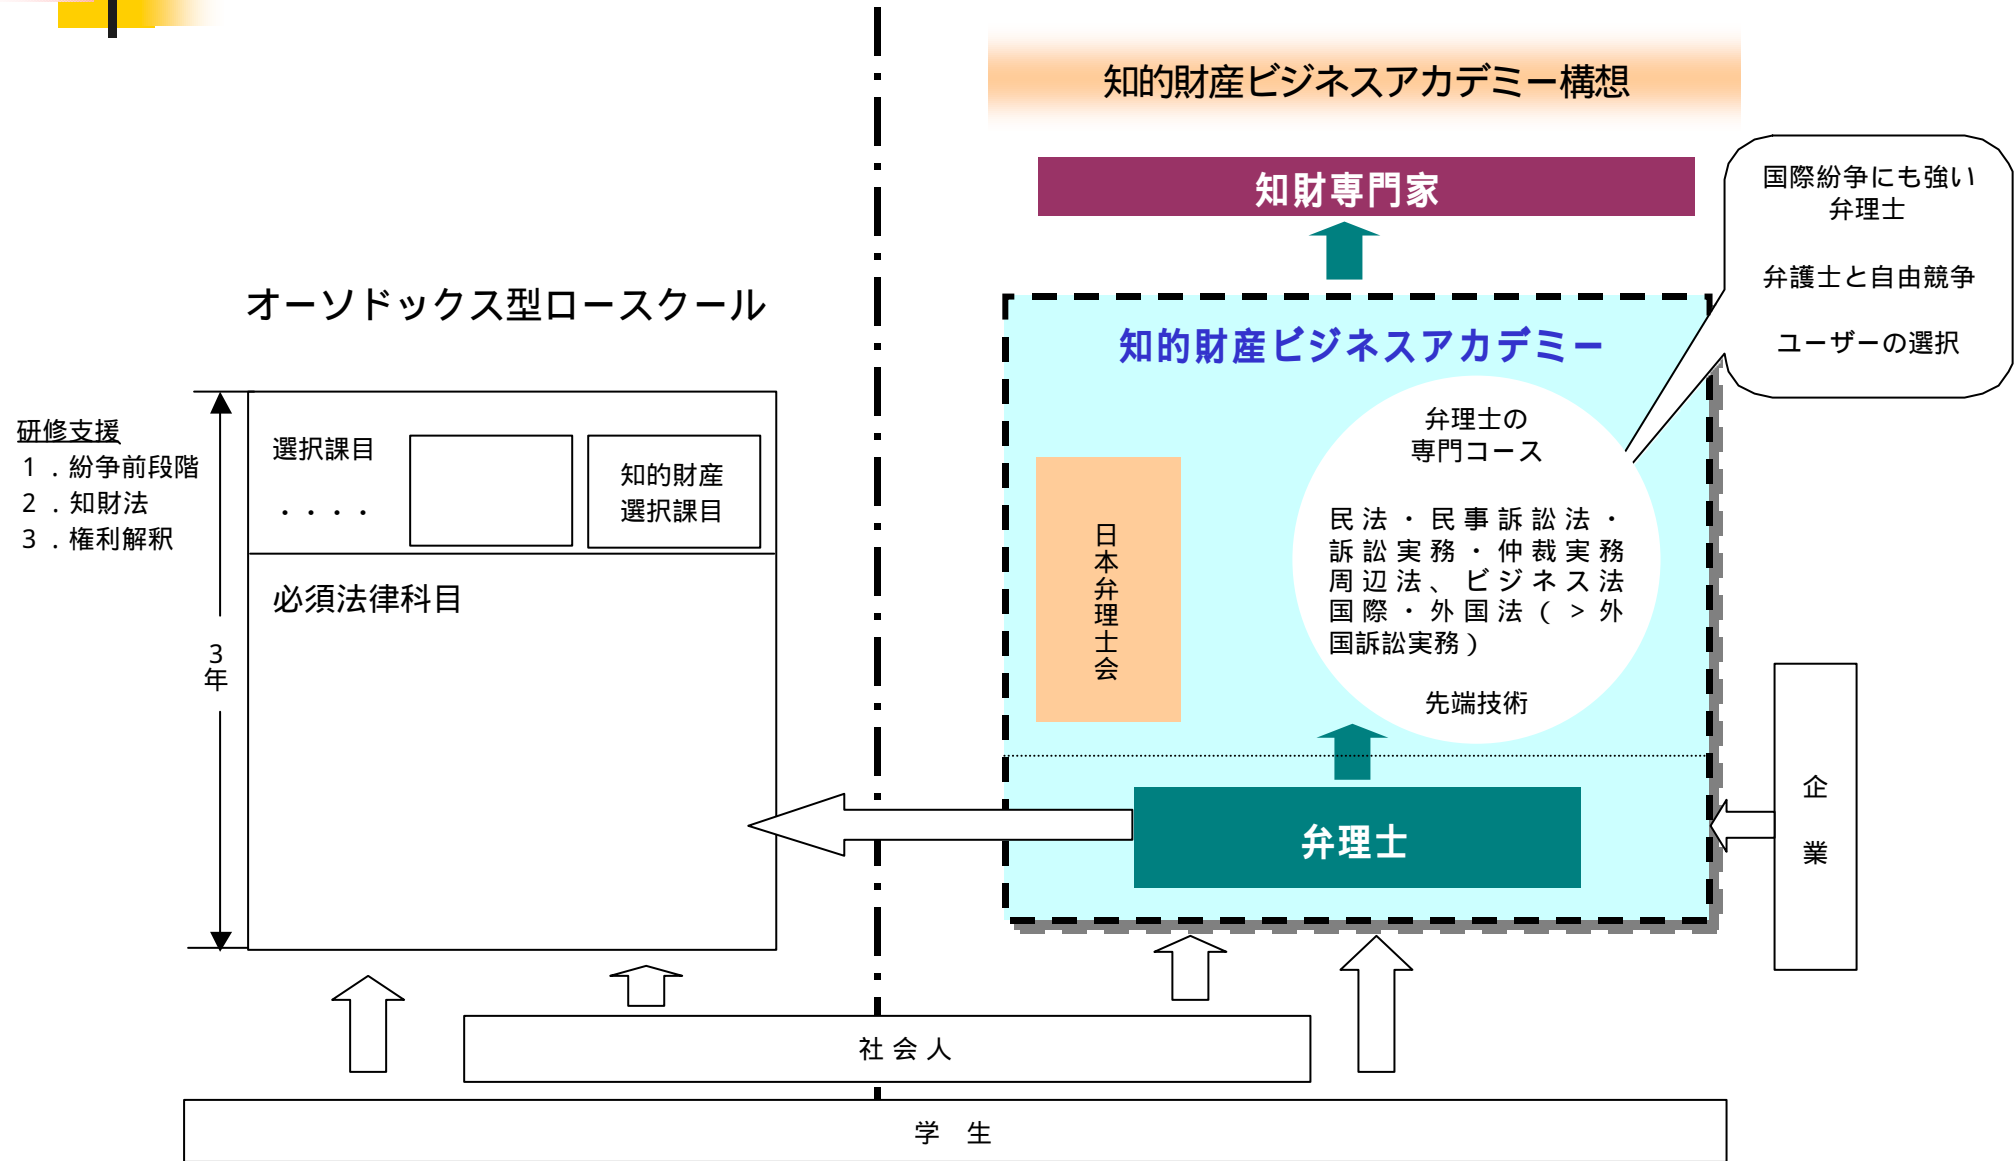 知的財産ビジネスアカデミー構想
知財専門家
国際紛争にも強い
弁理士
弁護士と自由競争
ユーザーの選択
オーソドックス型ロースクール
知的財産ビジネスアカデミー
研修支援
1．紛争前段階
2．知財法
3．権利解釈
選択課目
・・・・
知的財産
選択課目
必須法律科目
3年
日本弁理士会
弁理士の
専門コース
民法・民事訴訟法・
訴訟実務・仲裁実務
周辺法、ビジネス法
国際・外国法(>外
国訴訟実務)
先端技術
弁理士
企業
社会人
学 生